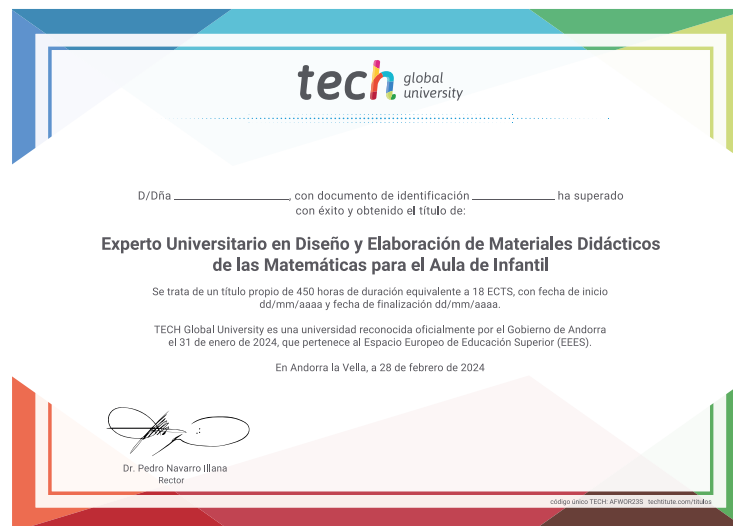 tech global
university
D/Dña ____________, con documento de identificación ____________ ha superado
con éxito y obtenido el título de:
Experto Universitario en Diseño y Elaboración de Materiales Didácticos
de las Matemáticas para el Aula de Infantil
Se trata de un título propio de 450 horas de duración equivalente a 18 ECTS, con fecha de inicio
dd/mm/aaaa y fecha de finalización dd/mm/aaaa.
TECH Global University es una universidad reconocida oficialmente por el Gobierno de Andorra
el 31 de enero de 2024, que pertenece al Espacio Europeo de Educación Superior (EEES).
En Andorra la Vella, a 28 de febrero de 2024
Dr. Pedro Navarro Illana
Rector
código único TECH: AFWOR23S techtitute.com/titulos